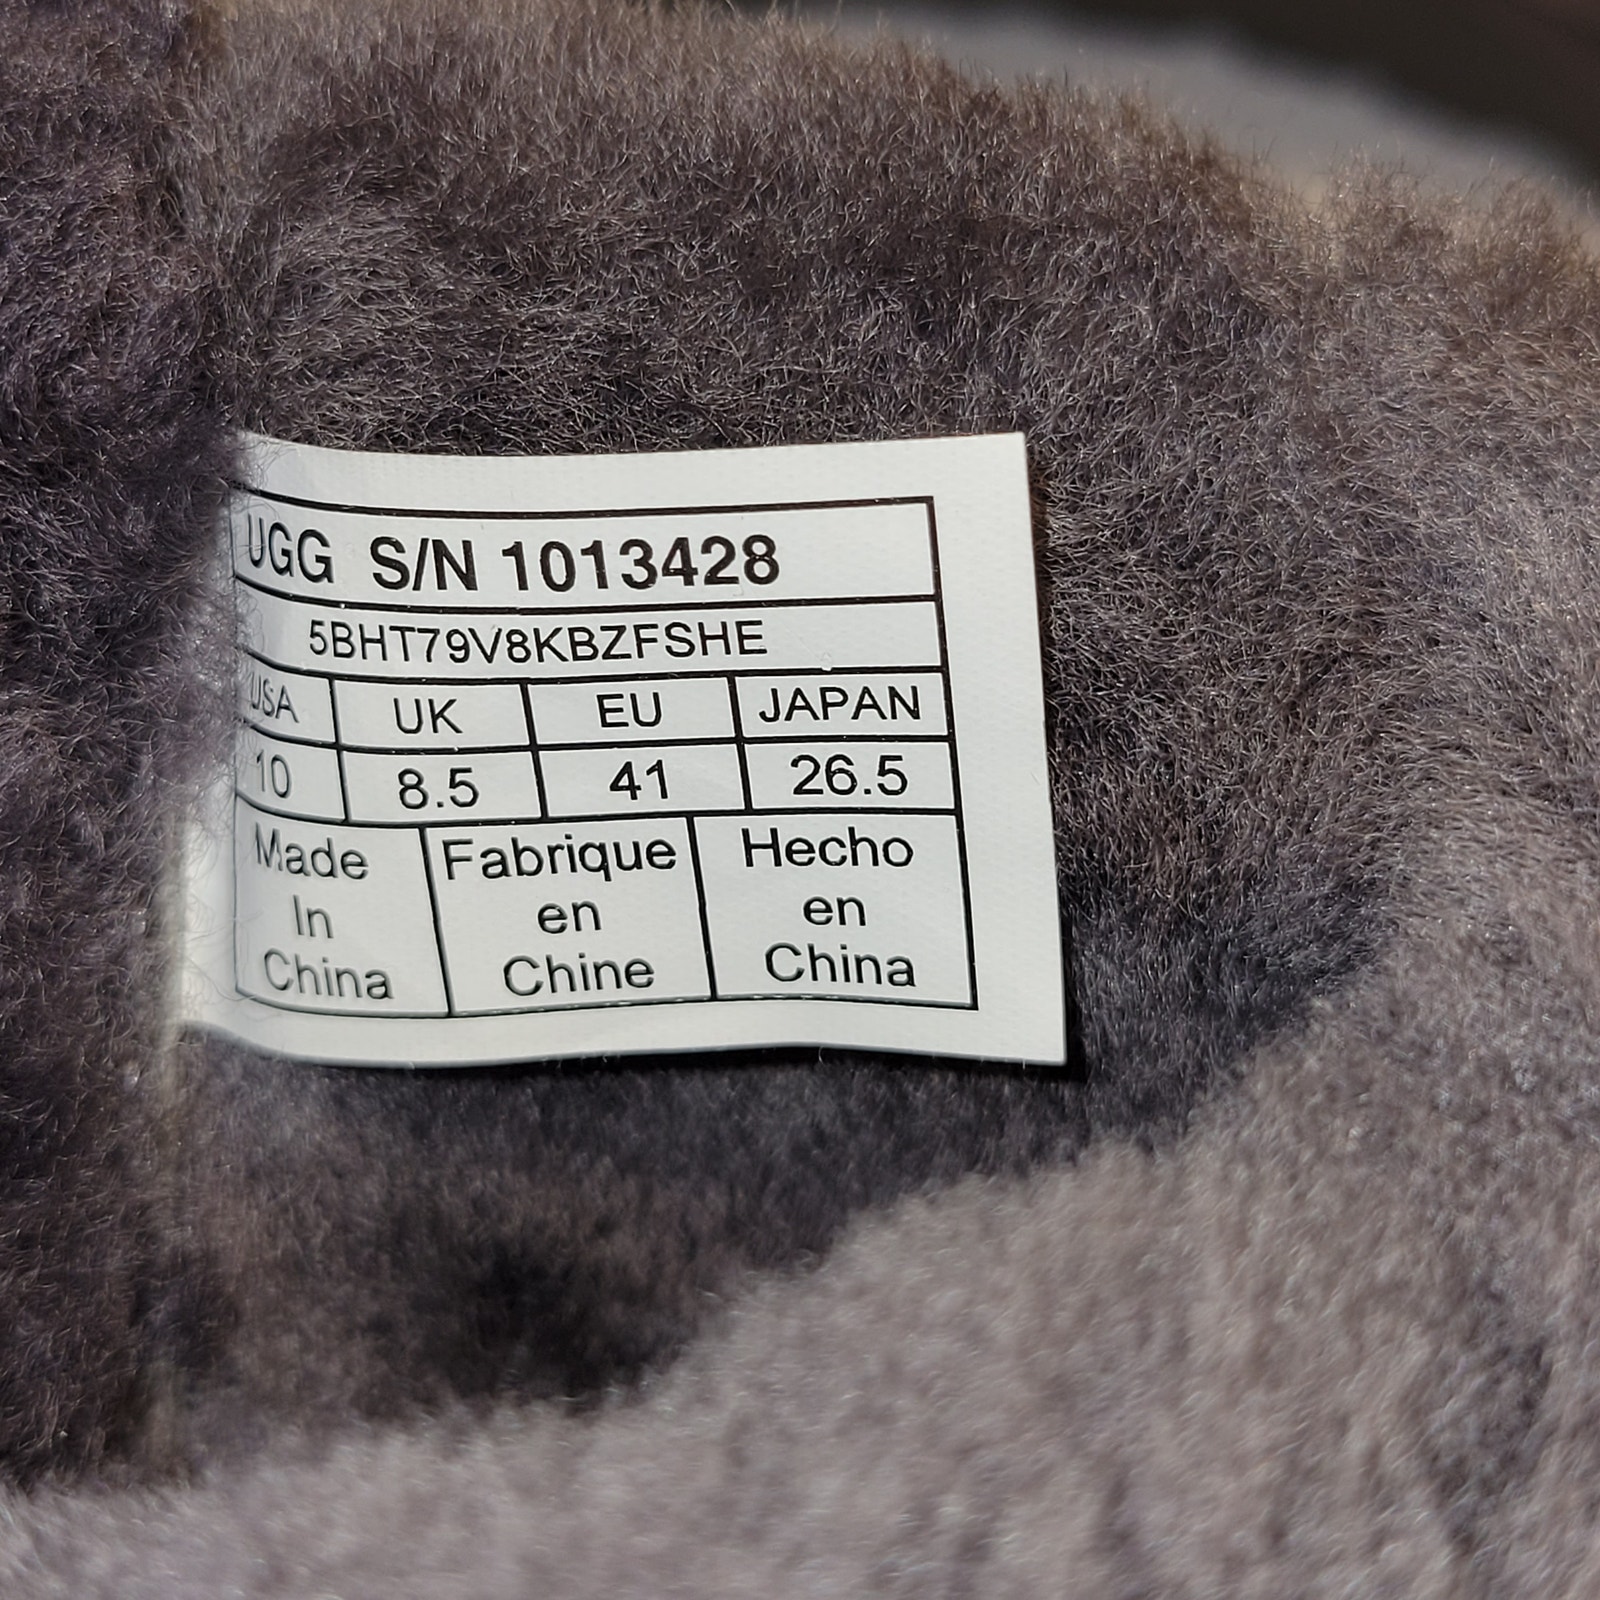 UGG S/N 1013428
5BHT79V8KBZFSHE
USA UK EU JAPAN
10 8.5 41 26.5
Made Fabrique Hecho
In en en
China Chine China